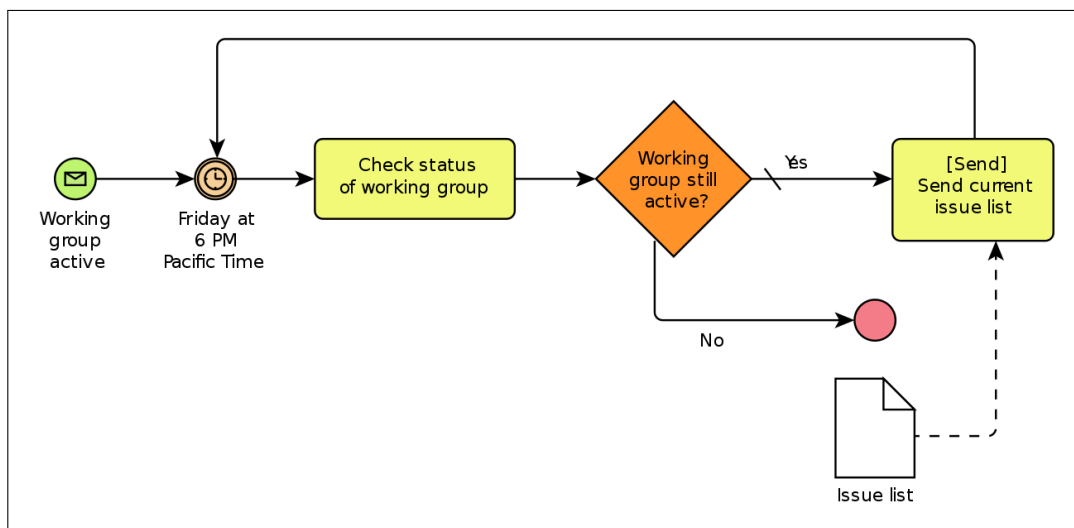 Working
group
active
Friday at
6 PM
Pacific Time
Check status
of working group
Working
group still
active?
Yes
[Send]
Send current
issue list
No
Issue list